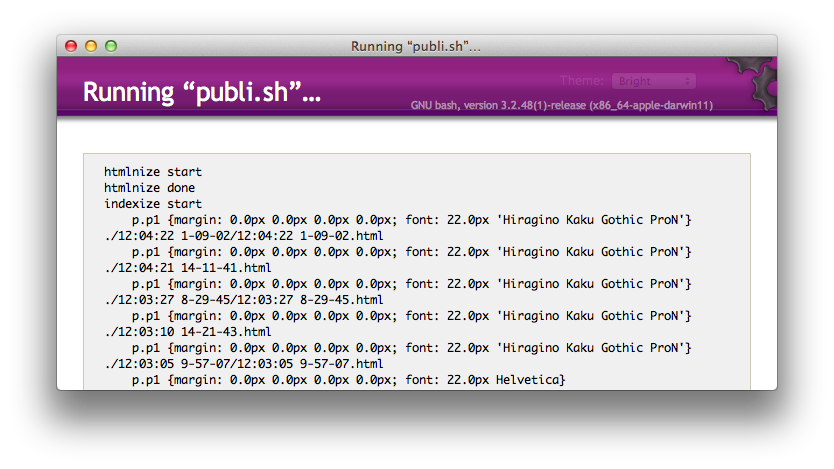 Running “publi.sh”...
Theme: Bright
Running “publi.sh”...
GNU bash, version 3.2.48(1)-release (x86_64-apple-darwin11)
htmlnize start
htmlnize done
indexize start
p.p1 {margin: 0.0px 0.0px 0.0px 0.0px; font: 22.0px 'Hiragino Kaku Gothic ProN'}
./12:04:22 1-09-02/12:04:22 1-09-02.html
p.p1 {margin: 0.0px 0.0px 0.0px 0.0px; font: 22.0px 'Hiragino Kaku Gothic ProN'}
./12:04:21 14-11-41.html
p.p1 {margin: 0.0px 0.0px 0.0px 0.0px; font: 22.0px 'Hiragino Kaku Gothic ProN'}
./12:03:27 8-29-45/12:03:27 8-29-45.html
p.p1 {margin: 0.0px 0.0px 0.0px 0.0px; font: 22.0px 'Hiragino Kaku Gothic ProN'}
./12:03:10 14-21-43.html
p.p1 {margin: 0.0px 0.0px 0.0px 0.0px; font: 22.0px 'Hiragino Kaku Gothic ProN'}
./12:03:05 9-57-07/12:03:05 9-57-07.html
p.p1 {margin: 0.0px 0.0px 0.0px 0.0px; font: 22.0px Helvetica}